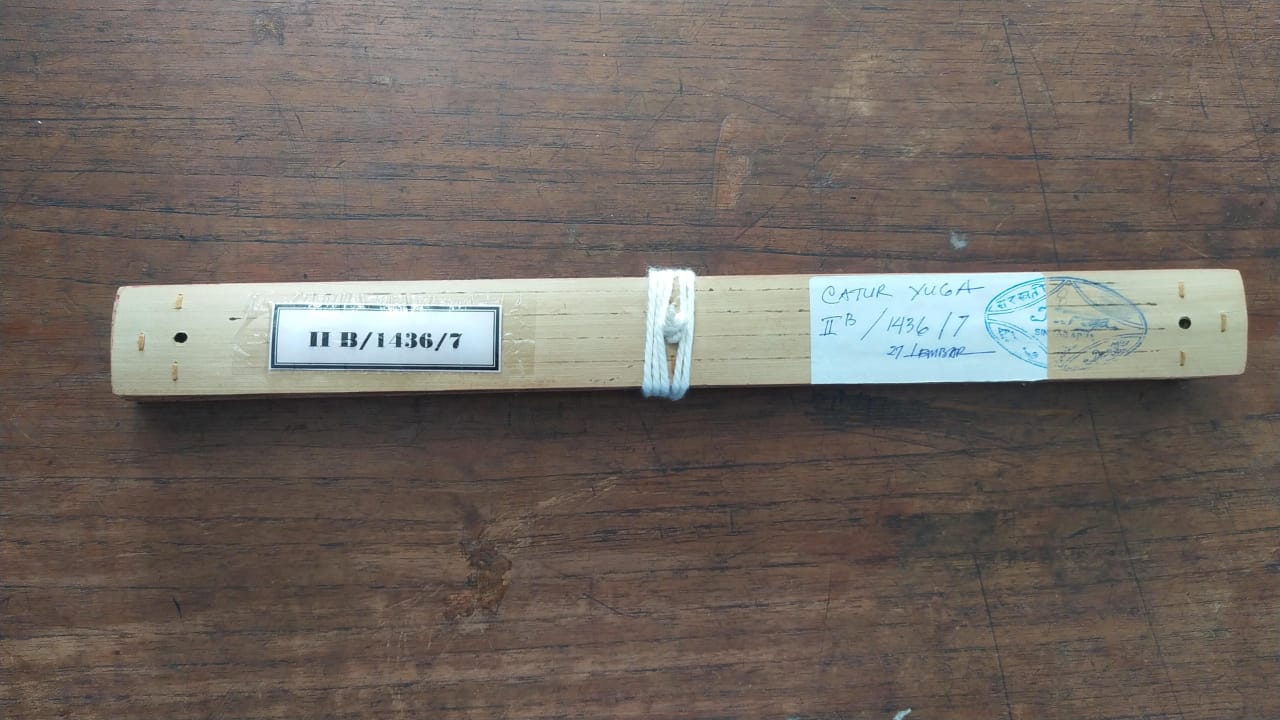 II B/1436/7
CATUR YUGA
II B / 1436 / 7
27 LEMBAR